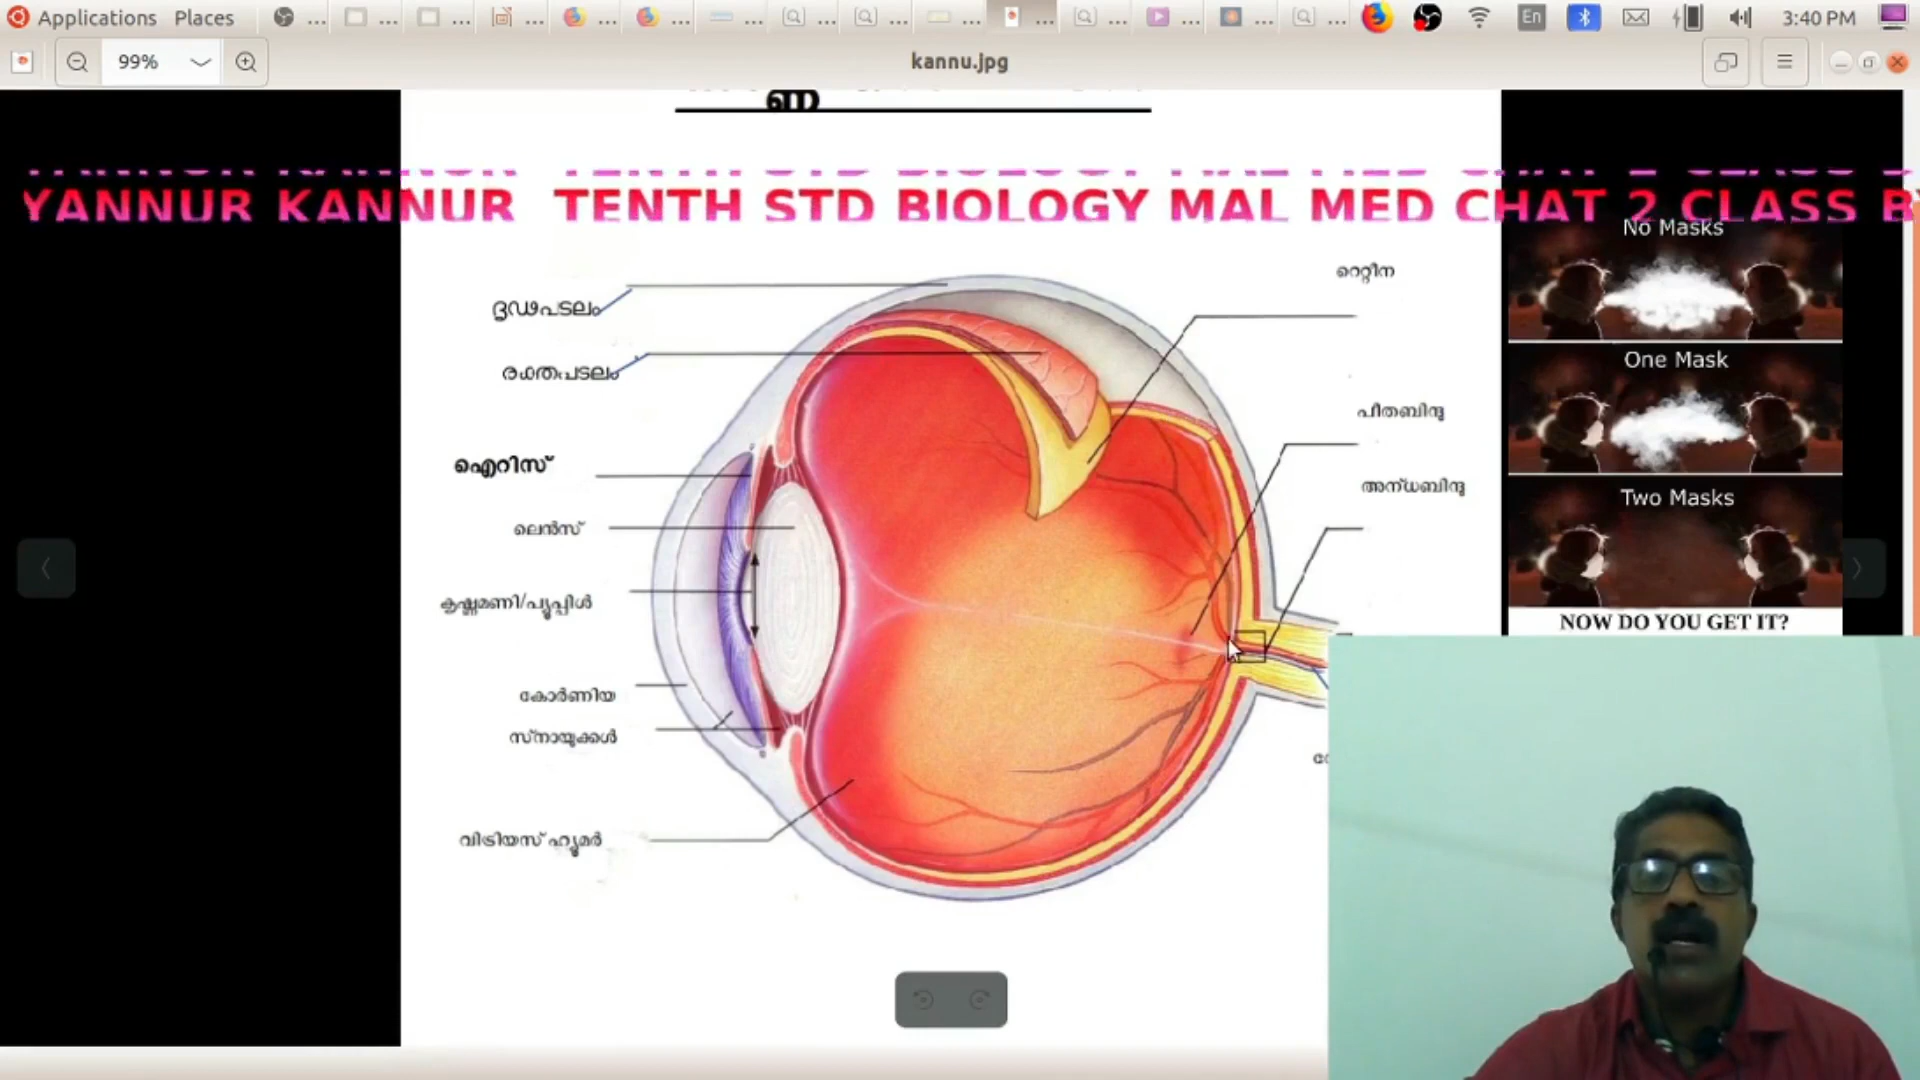 Applications Places
En
3:40 PM
99%
kannu.jpg
YANNUR KANNUR TENTH STD BIOLOGY MAL MED CHAT 2 CLASS B
No Masks
One Mask
Two Masks
NOW DO YOU GET IT?
ദൃഢപടലം
രക്തപടലം
ഐറിസ്
ലെൻസ്
കൃഷ്ണമണി/പ്യൂപ്പിൾ
കോർണിയ
സ്നായുക്കൾ
വിട്രിയസ് ഹ്യൂമർ
റെറ്റിന
പീതബിന്ദു
അന്ധബിന്ദു